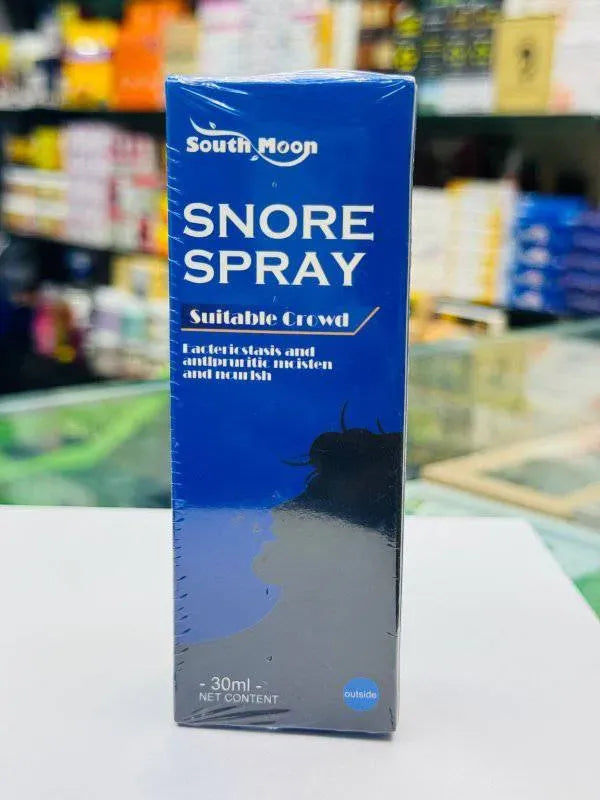 South Moon
SNORE
SPRAY
Suitable Crowd
Bacteriostasis and
antipruritic moisten
and nourish
- 30ml -
NET CONTENT
outside